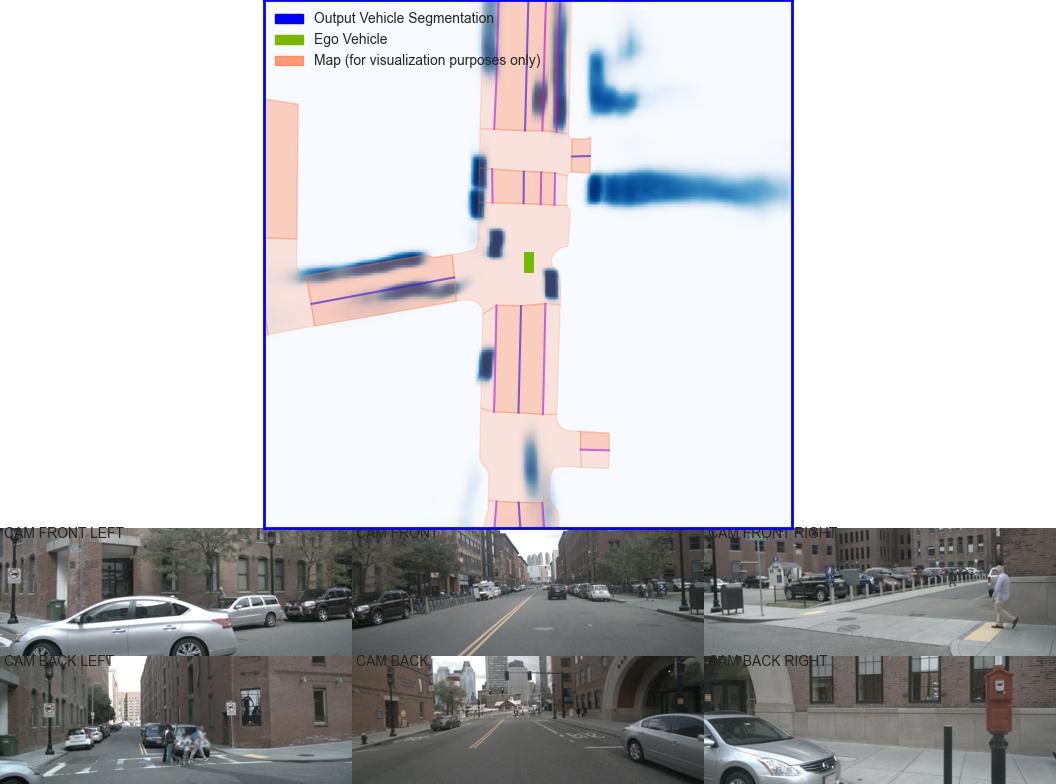 Output Vehicle Segmentation
Ego Vehicle
Map (for visualization purposes only)
CAM FRONT LEFT
CAM FRONT
CAM FRONT RIGHT
CAM BACK LEFT
CAM BACK
CAM BACK RIGHT